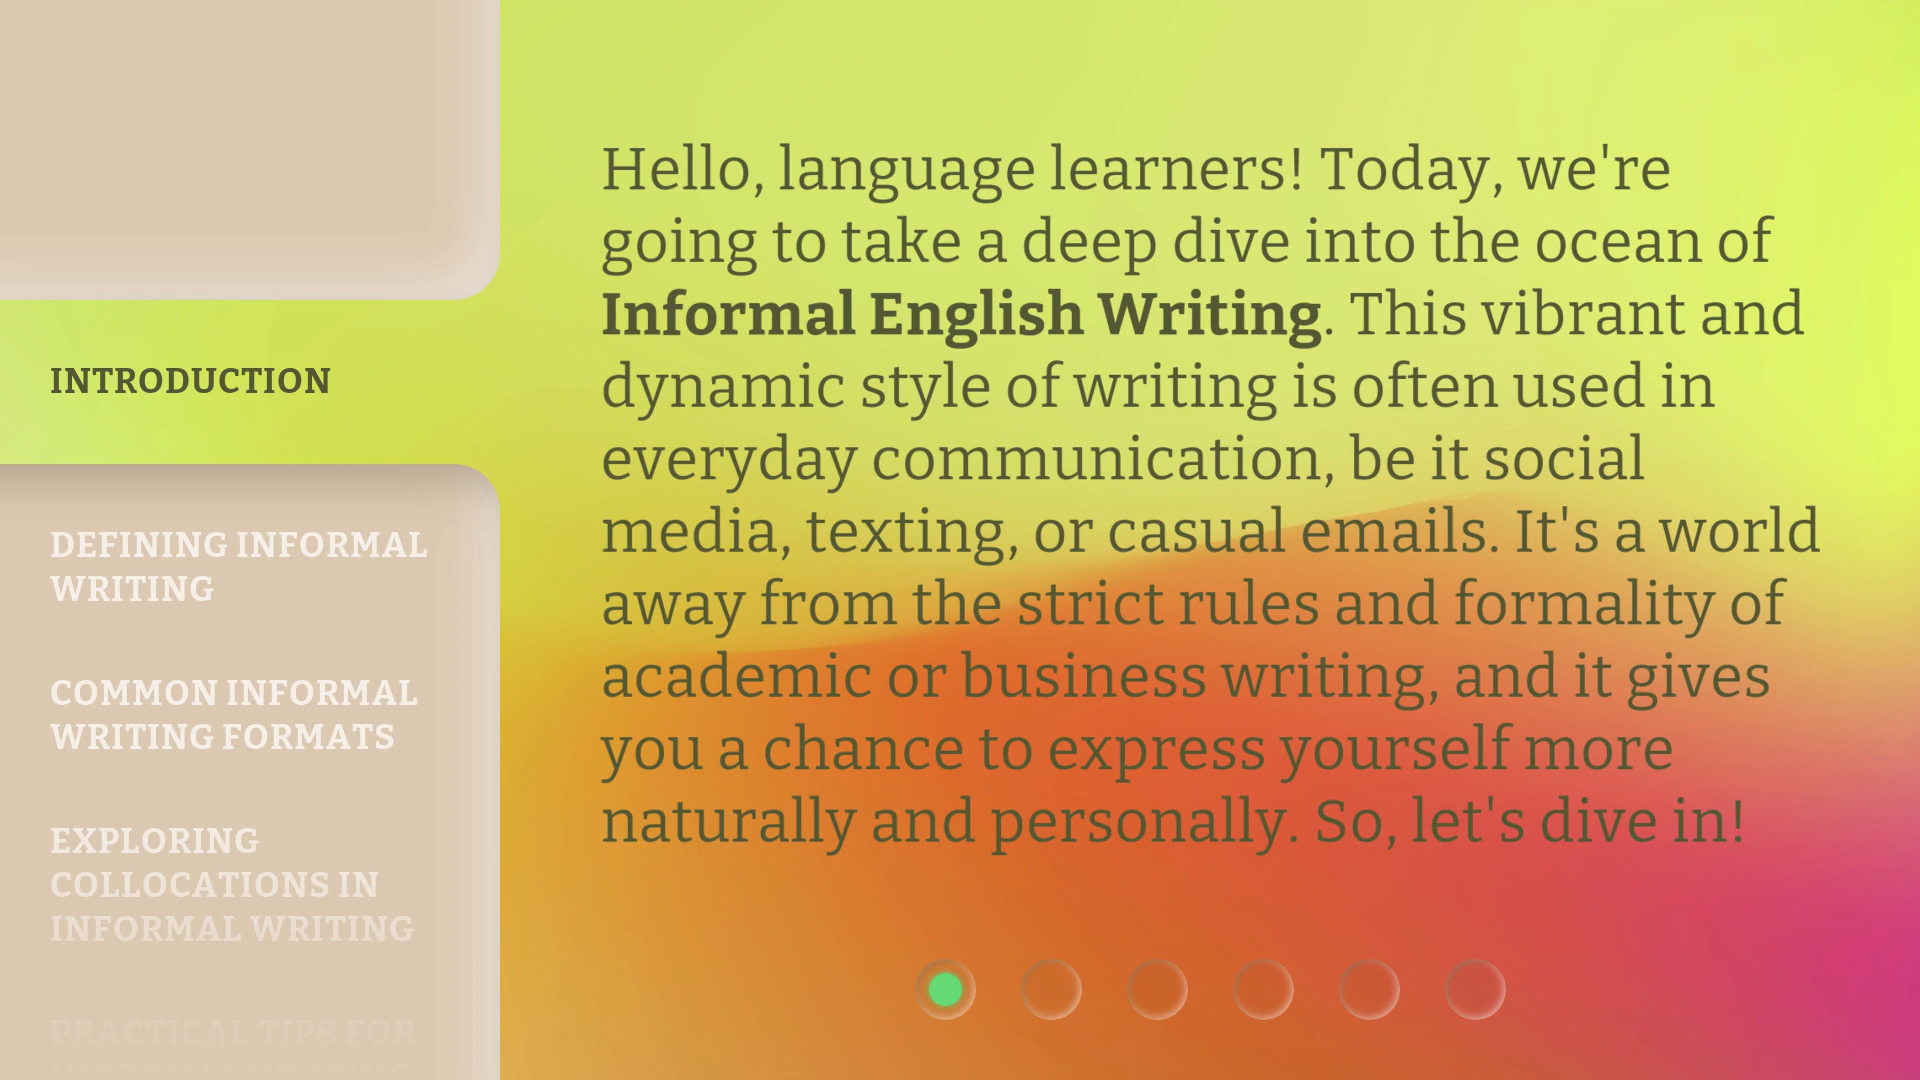 INTRODUCTION
DEFINING INFORMAL
WRITING
COMMON INFORMAL
WRITING FORMATS
EXPLORING
COLLOCATIONS IN
INFORMAL WRITING
PRACTICAL TIPS FOR
Hello, language learners! Today, we're
going to take a deep dive into the ocean of
Informal English Writing. This vibrant and
dynamic style of writing is often used in
everyday communication, be it social
media, texting, or casual emails. It's a world
away from the strict rules and formality of
academic or business writing, and it gives
you a chance to express yourself more
naturally and personally. So, let's dive in!